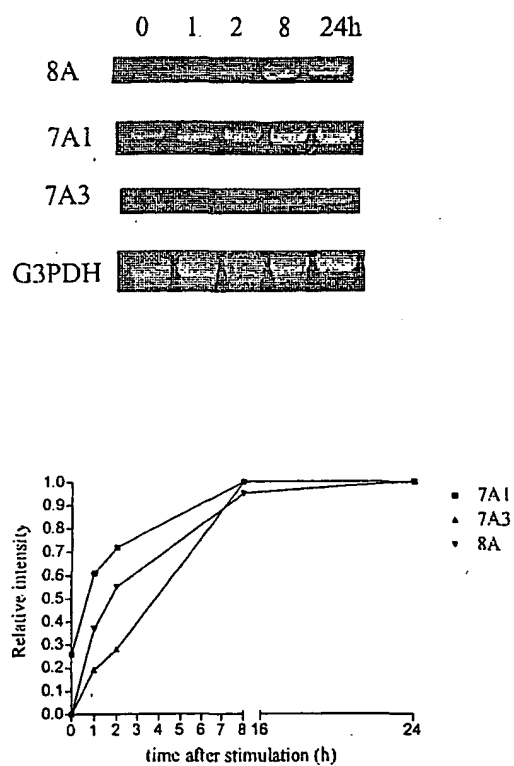 0 1 2 8 24h
8A
7A1
7A3
G3PDH
1.0
0.9
0.8
0.7
0.6
0.5
0.4
0.3
0.2
0.1
0.0
Relative intensity
0 1 2 3 4 5 6 7 8 16 24
time after stimulation (h)
7A1
7A3
8A